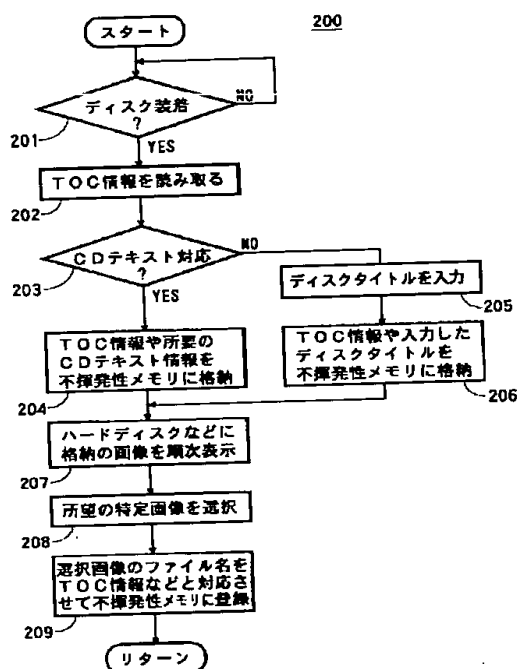 200
スタート
ディスク装着
?
NO
201
YES
TOC情報を読み取る
202
CDテキスト対応
?
NO
203
YES
ディスクタイトルを入力
205
TOC情報や所要の
CDテキスト情報を
不揮発性メモリに格納
204
TOC情報や入力した
ディスクタイトルを
不揮発性メモリに格納
206
ハードディスクなどに
格納の画像を順次表示
207
所望の特定画像を選択
208
選択画像のファイル名を
TOC情報などと対応さ
せて不揮発性メモリに登録
209
リターン